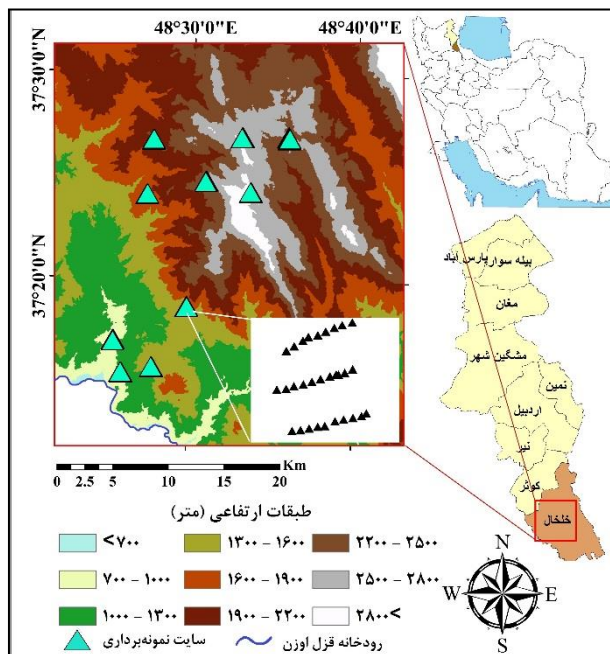 48°30'0"E
48°40'0"E
37°30'0"N
37°20'0"N
پارس آباد
بیله سوار
مغان
مشگین شهر
نمین
اردبیل
نیر
کوثر
خلخال
0 2.5 5 10 15 20
Km
طبقات ارتفاعی (متر)
<۷۰۰
۱۳۰۰ - ۱۶۰۰
۲۲۰۰ - ۲۵۰۰
۷۰۰ - ۱۰۰۰
۱۶۰۰ - ۱۹۰۰
۲۵۰۰ - ۲۸۰۰
۱۰۰۰ - ۱۳۰۰
۱۹۰۰ - ۲۲۰۰
۲۸۰۰<
سایت نمونه‌برداری
رودخانه قزل اوزن
N
W E
S